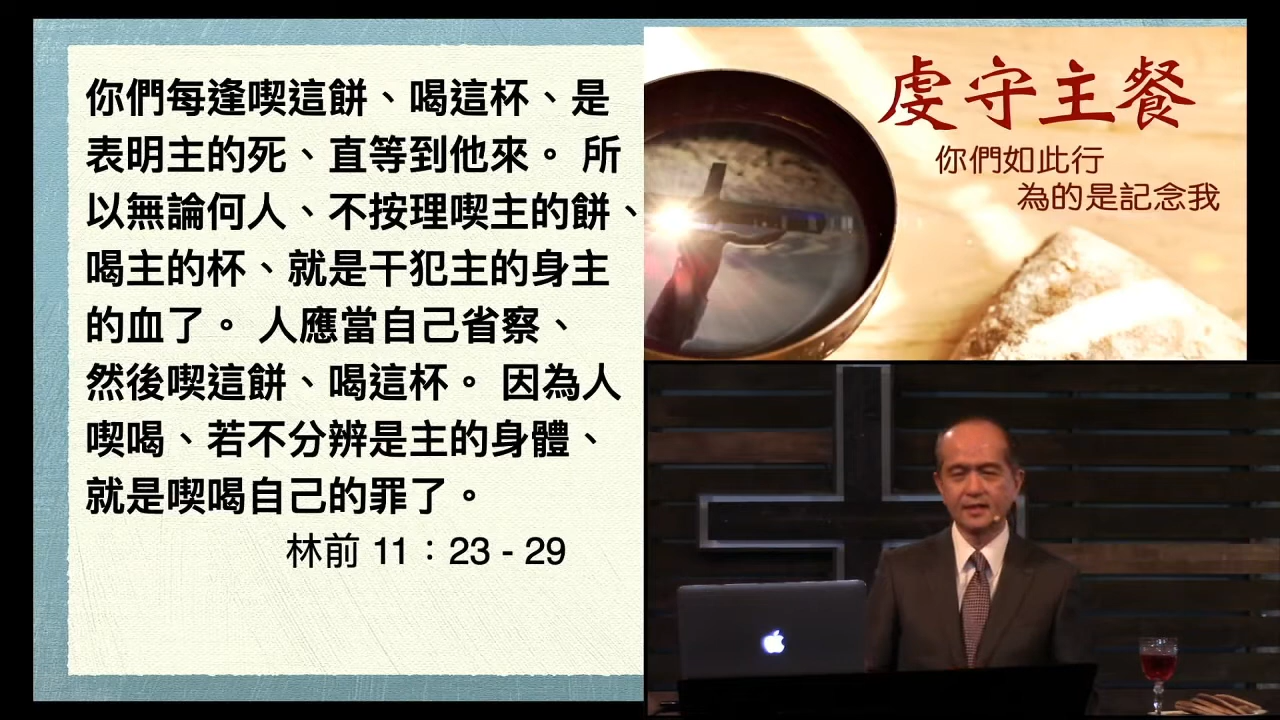 你們每逢喫這餅、喝這杯、是
表明主的死、直等到他來。 所
以無論何人、不按理喫主的餅、
喝主的杯、就是干犯主的身主
的血了。 人應當自己省察、
然後喫這餅、喝這杯。 因為人
喫喝、若不分辨是主的身體、
就是喫喝自己的罪了。
林前 11：23 - 29
虔守主餐
你們如此行
為的是記念我